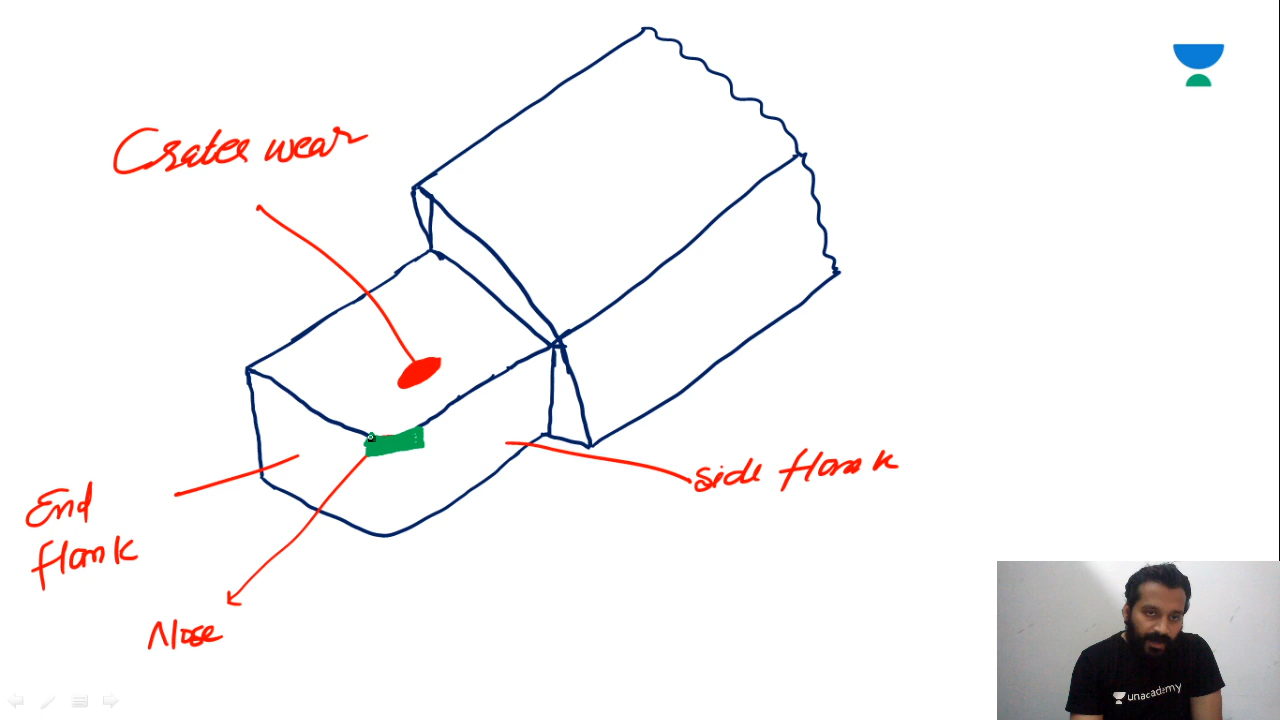 Crater wear
Side flank
End
flank
Nose
unacademy